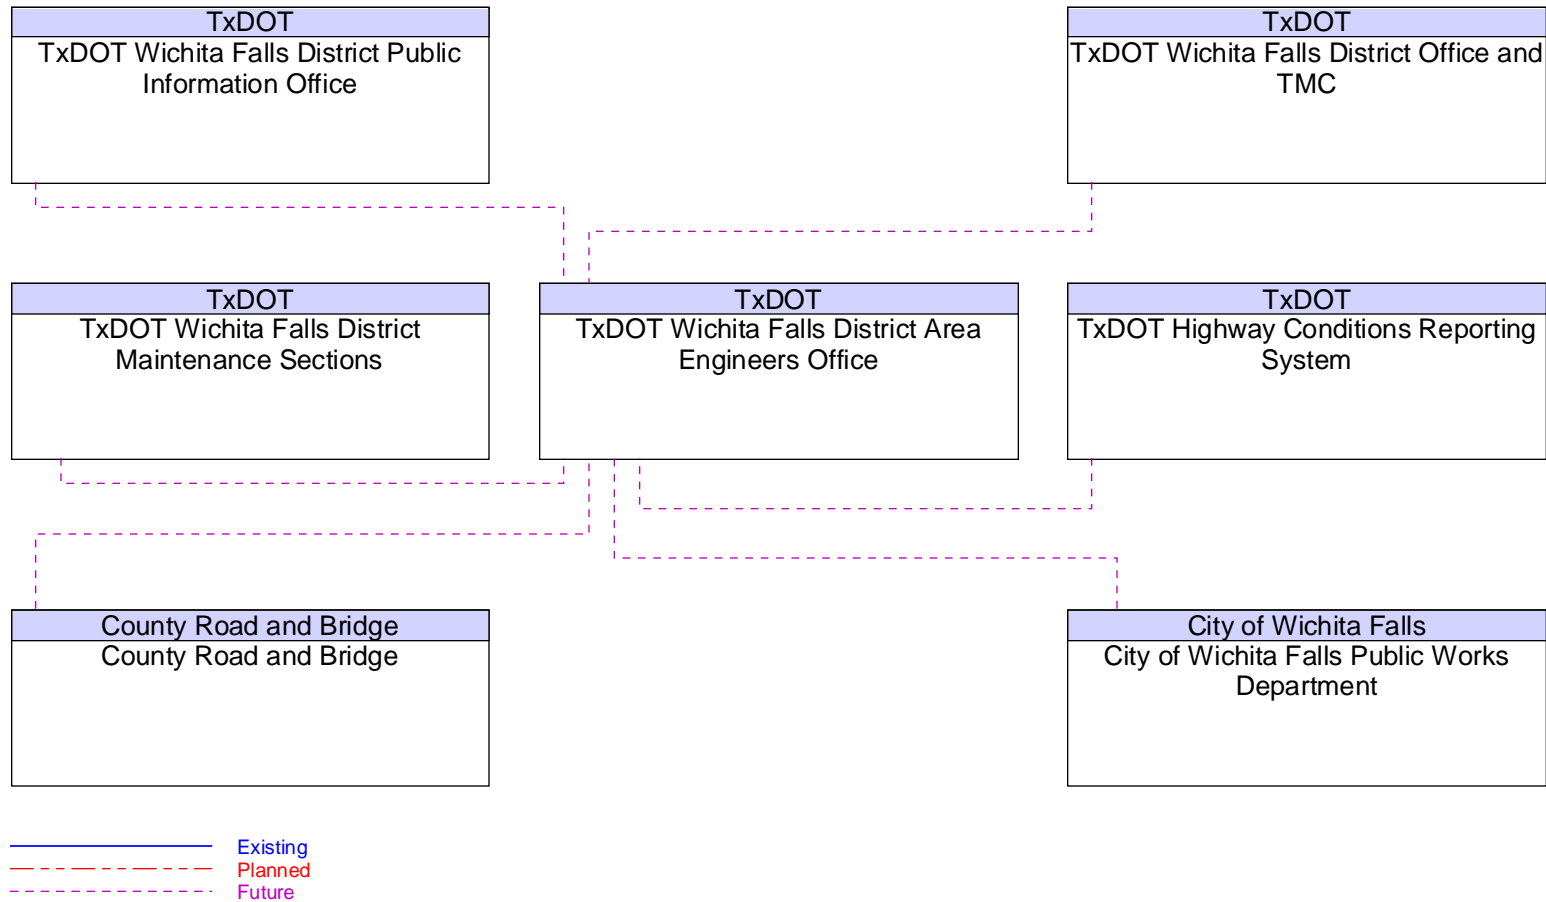 TxDOT
TxDOT Wichita Falls District Public
Information Office
TxDOT
TxDOT Wichita Falls District Office and
TMC
TxDOT
TxDOT Wichita Falls District
Maintenance Sections
TxDOT
TxDOT Wichita Falls District Area
Engineers Office
TxDOT
TxDOT Highway Conditions Reporting
System
County Road and Bridge
County Road and Bridge
City of Wichita Falls
City of Wichita Falls Public Works
Department
Existing
Planned
Future